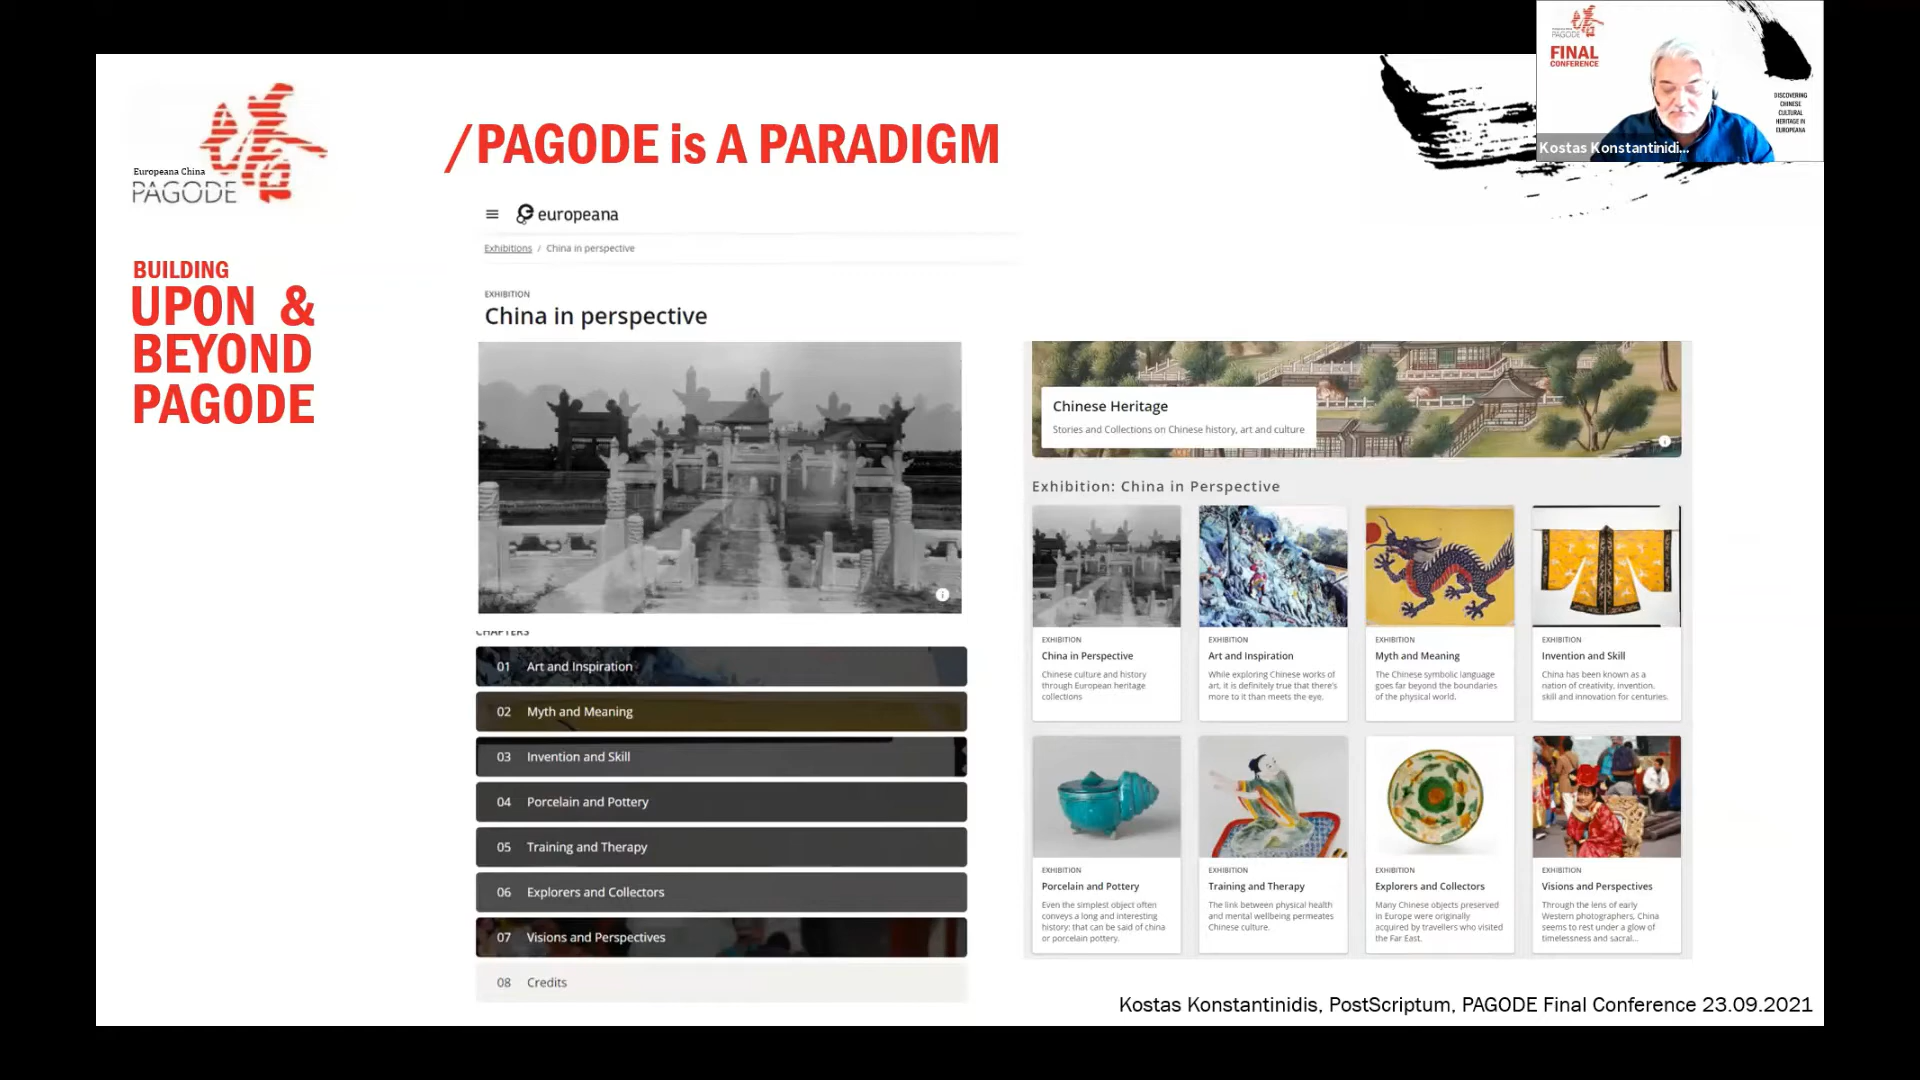 Europeana China
PAGODE
/PAGODE is A PARADIGM
PAGODE
FINAL
CONFERENCE
DISCOVERING
CHINESE
CULTURAL
HERITAGE IN
EUROPEANA
Kostas Konstantinidi...
BUILDING
UPON &
BEYOND
PAGODE
europeana
Exhibitions / China in perspective
EXHIBITION
China in perspective
CHAPTERS
01 Art and Inspiration
02 Myth and Meaning
03 Invention and Skill
04 Porcelain and Pottery
05 Training and Therapy
06 Explorers and Collectors
07 Visions and Perspectives
08 Credits
Chinese Heritage
Stories and Collections on Chinese history, art and culture
Exhibition: China in Perspective
EXHIBITION
China in Perspective
Chinese culture and history
through European heritage
collections
EXHIBITION
Art and Inspiration
While exploring Chinese works of
art, it is definitely true that there's
more to it than meets the eye.
EXHIBITION
Myth and Meaning
The Chinese symbolic language
goes far beyond the boundaries
of the physical world.
EXHIBITION
Invention and Skill
China has been known as a
nation of creativity, invention,
skill and innovation for centuries.
EXHIBITION
Porcelain and Pottery
Even the simplest object often
conveys a long and interesting
history: that can be said of china
or porcelain pottery.
EXHIBITION
Training and Therapy
The link between physical health
and mental wellbeing permeates
Chinese culture.
EXHIBITION
Explorers and Collectors
Many Chinese objects preserved
in Europe were originally
acquired by travellers who visited
the Far East.
EXHIBITION
Visions and Perspectives
Through the lens of early
Western photographers, China
seems to rest under a glow of
timelessness and sacral...
Kostas Konstantinidis, PostScriptum, PAGODE Final Conference 23.09.2021